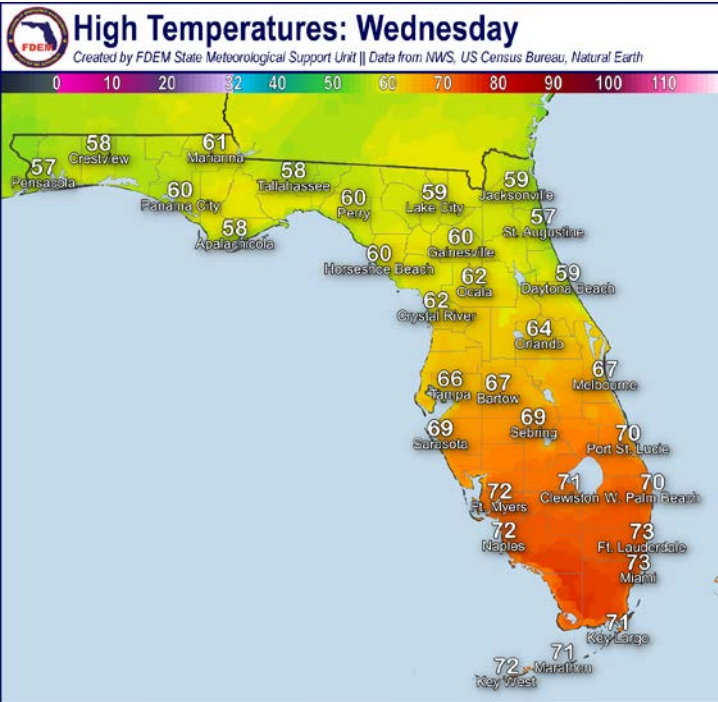 FDEM
High Temperatures: Wednesday
Created by FDEM State Meteorological Support Unit || Data from NWS, US Census Bureau, Natural Earth
0 10 20 32 40 50 60 70 80 90 100 110
58
Crestview
61
Marianna
57
Pensacola
58
Tallahassee
60
Panama City
60
Perry
59
Lake City
59
Jacksonville
58
Apalachicola
57
St. Augustine
60
Gainesville
60
Horseshoe Beach
62
Ocala
59
Daytona Beach
62
Crystal River
64
Orlando
67
Melbourne
66
Tampa
67
Bartow
69
Sarasota
69
Sebring
70
Port St. Lucie
72
Ft. Myers
71
Clewiston
70
W. Palm Beach
72
Naples
73
Ft. Lauderdale
73
Miami
71
Key Largo
71
Marathon
72
Key West